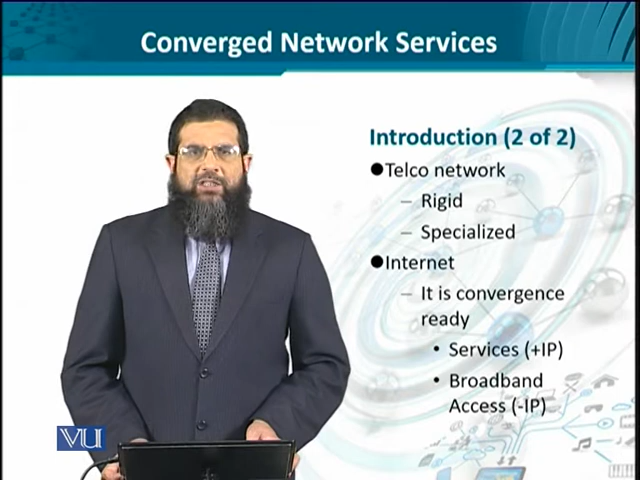 Converged Network Services
Introduction (2 of 2)
●Telco network
– Rigid
– Specialized
●Internet
– It is convergence
ready
• Services (+IP)
• Broadband
Access (-IP)
VU